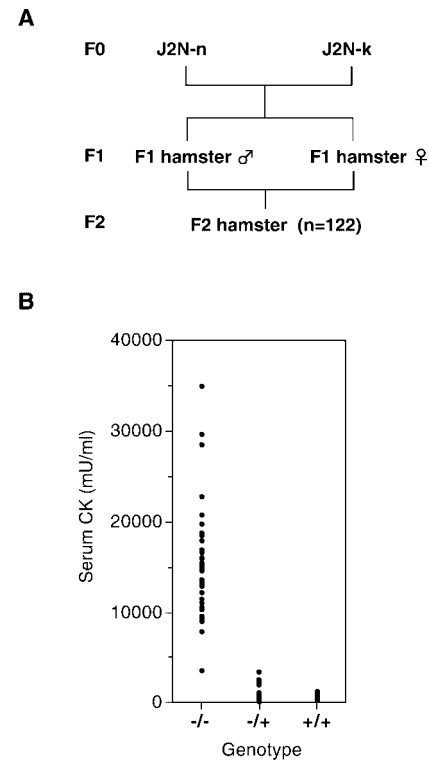 A
F0 J2N-n J2N-k
F1 F1 hamster ♂ F1 hamster ♀
F2 F2 hamster (n=122)
B
40000
30000
20000
10000
0
Serum CK (mU/ml)
-/- -/+ +/+
Genotype